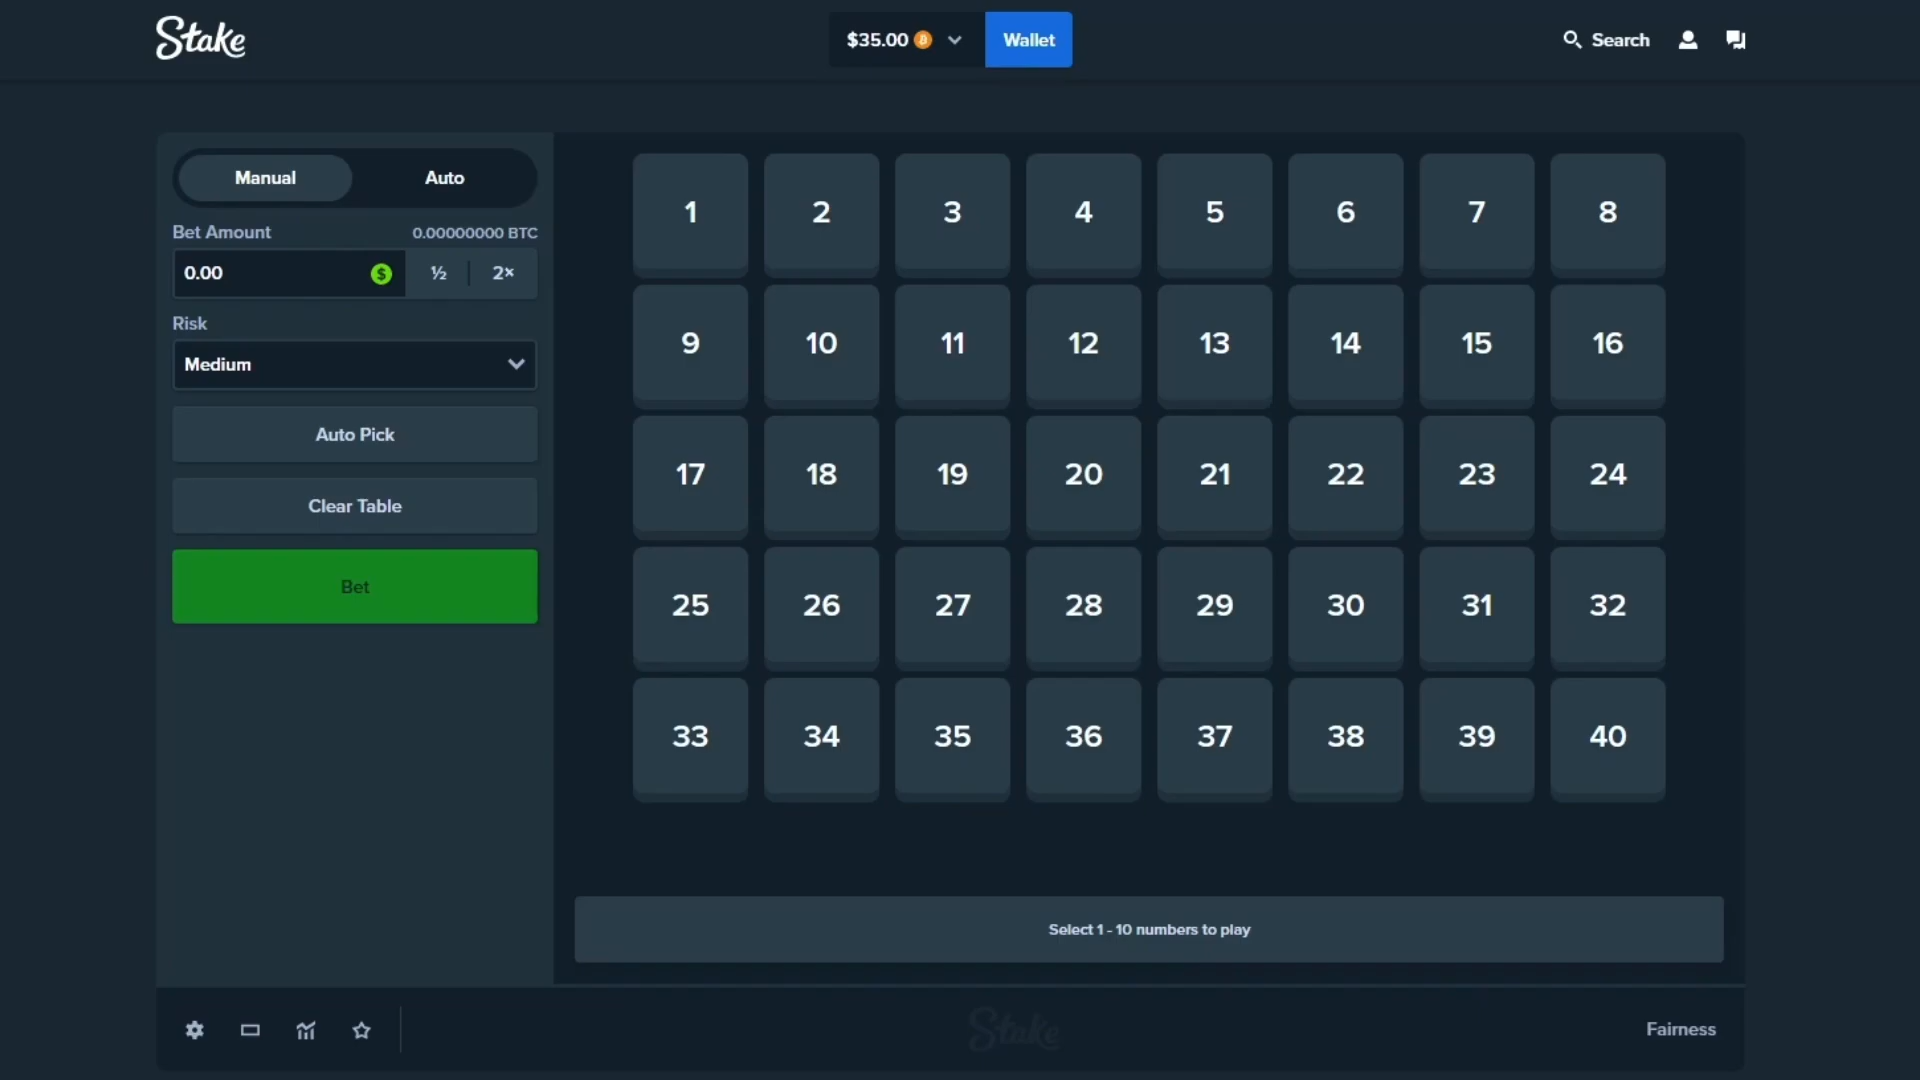 Stake
$35.00
Wallet
Search
Manual
Auto
Bet Amount
0.00000000 BTC
0.00
$
½
2×
Risk
Medium
Auto Pick
Clear Table
Bet
1 2 3 4 5 6 7 8
9 10 11 12 13 14 15 16
17 18 19 20 21 22 23 24
25 26 27 28 29 30 31 32
33 34 35 36 37 38 39 40
Select 1 - 10 numbers to play
Stake
Fairness